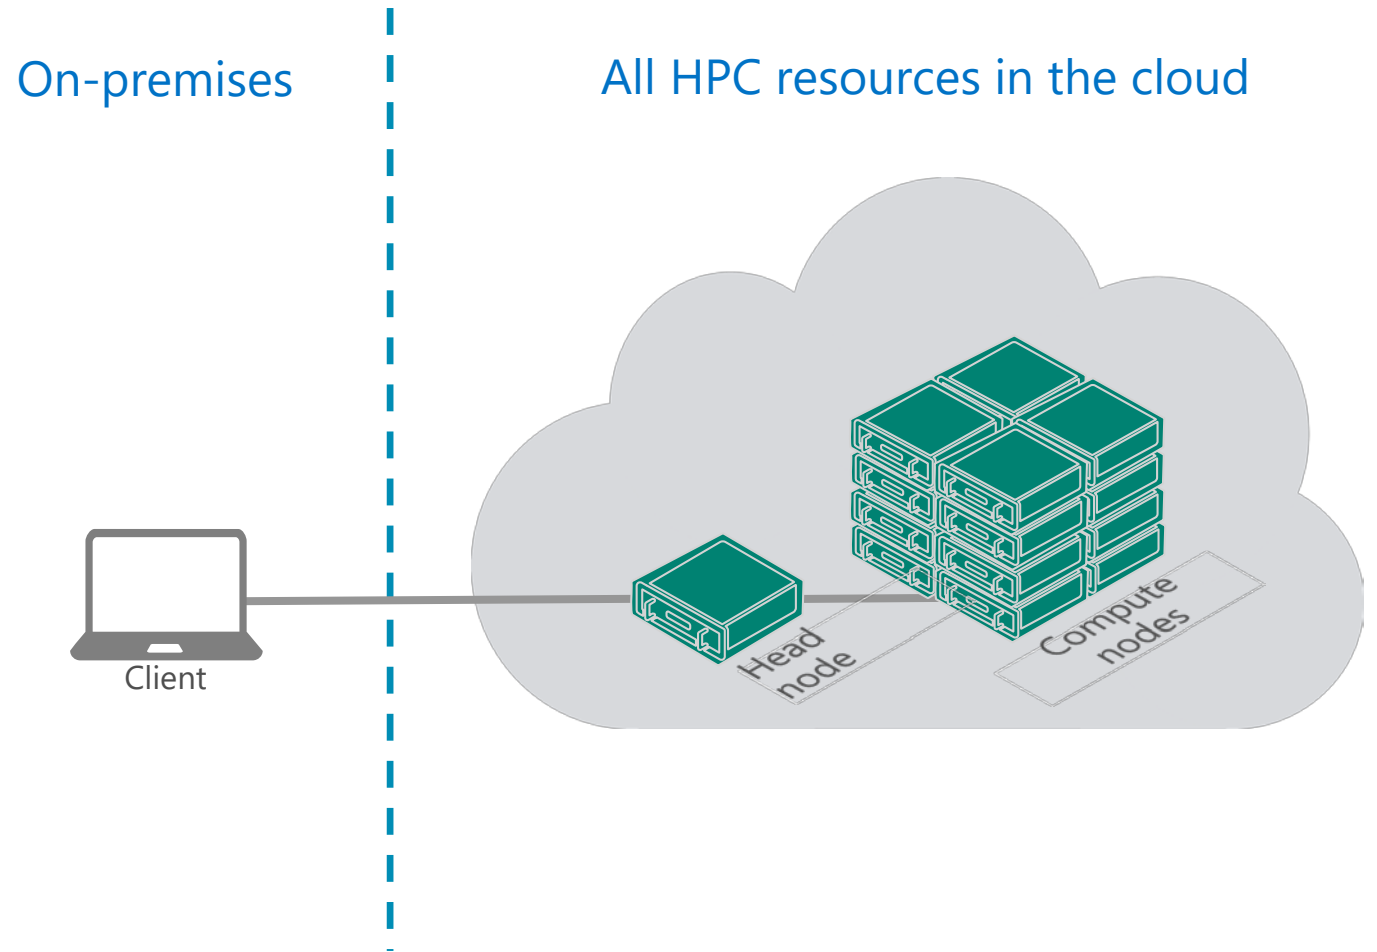 On-premises
All HPC resources in the cloud
Client
Head
node
Compute
nodes